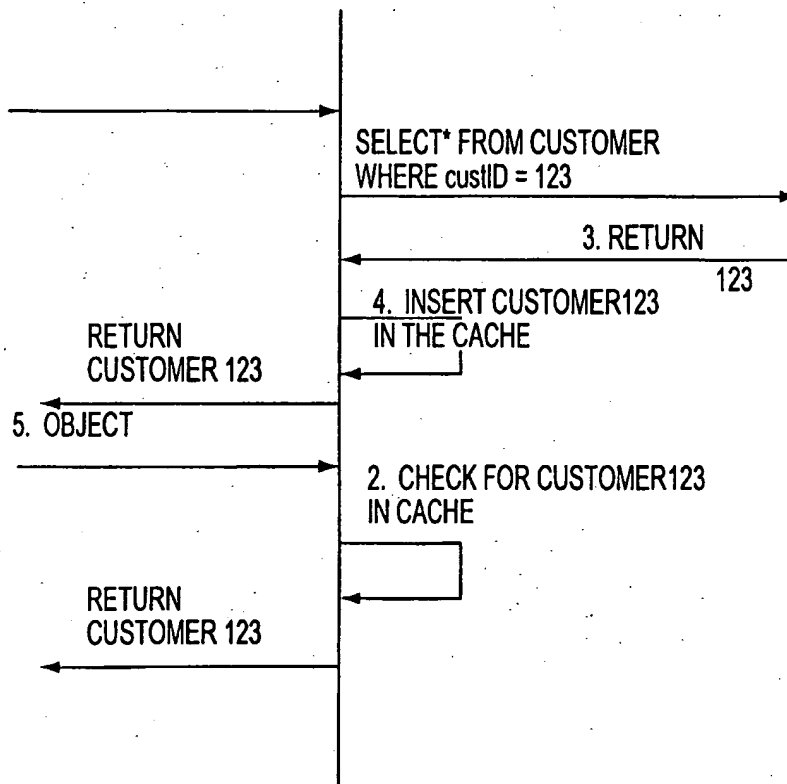 SELECT* FROM CUSTOMER
WHERE custID = 123
3. RETURN
123
4. INSERT CUSTOMER123
IN THE CACHE
RETURN
CUSTOMER 123
5. OBJECT
2. CHECK FOR CUSTOMER123
IN CACHE
RETURN
CUSTOMER 123